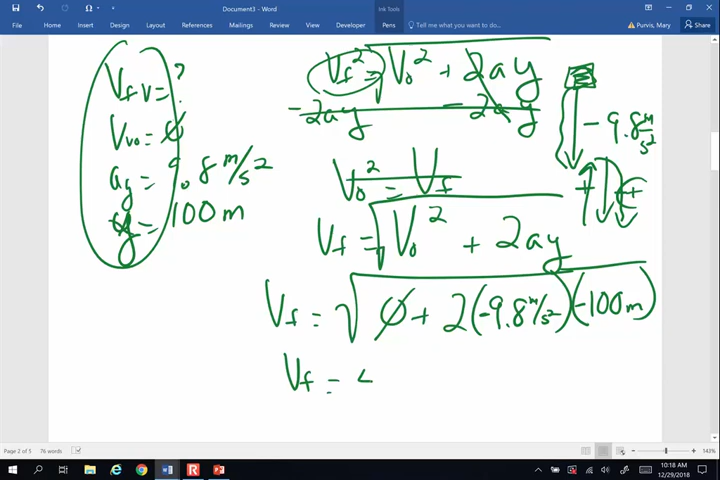 Document3 - Word
Ink Tools
Purvis, Mary
File Home Insert Design Layout References Mailings Review View Developer Pens Tell me what you want to do... Share
Vf v = ?
Vvo = ∅
ay = 9.8 m/s²
y = 100 m
Vf² = √Vo² + 2ay
-2ay - 2ay
-9.8 m/s²
Vo² = Vf
Vf = √Vo² + 2ay
Vf = √∅ + 2(-9.8 m/s²)(-100m)
Vf = 
Page 2 of 5 76 words
143%
10:18 AM
12/29/2018